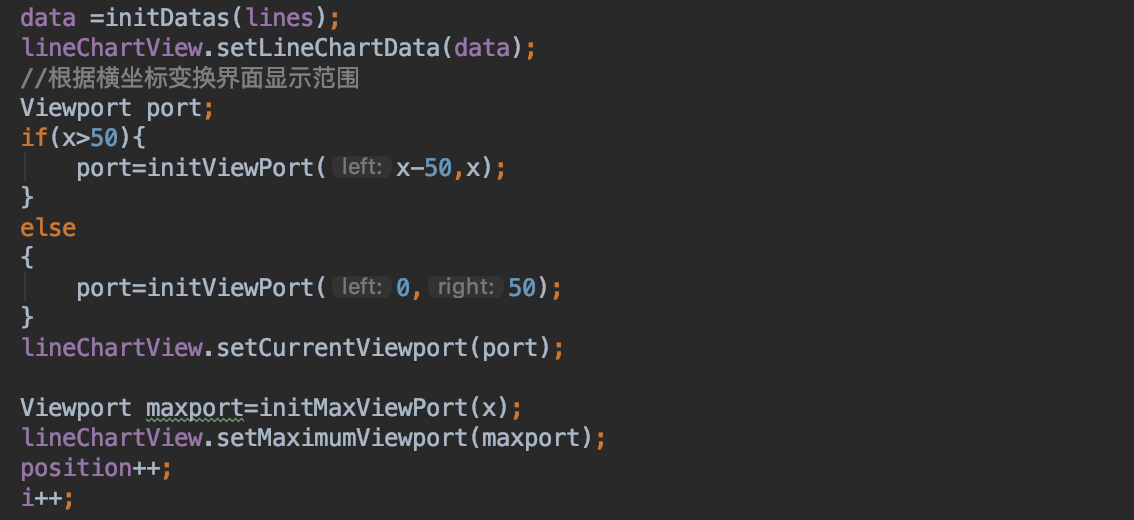 data =initDatas(lines);
lineChartView.setLineChartData(data);
//根据横坐标变换界面显示范围
Viewport port;
if(x>50){
port=initViewPort( left: x-50,x);
}
else
{
port=initViewPort( left: 0, right: 50);
}
lineChartView.setCurrentViewport(port);
Viewport maxport=initMaxViewPort(x);
lineChartView.setMaximumViewport(maxport);
position++;
i++;